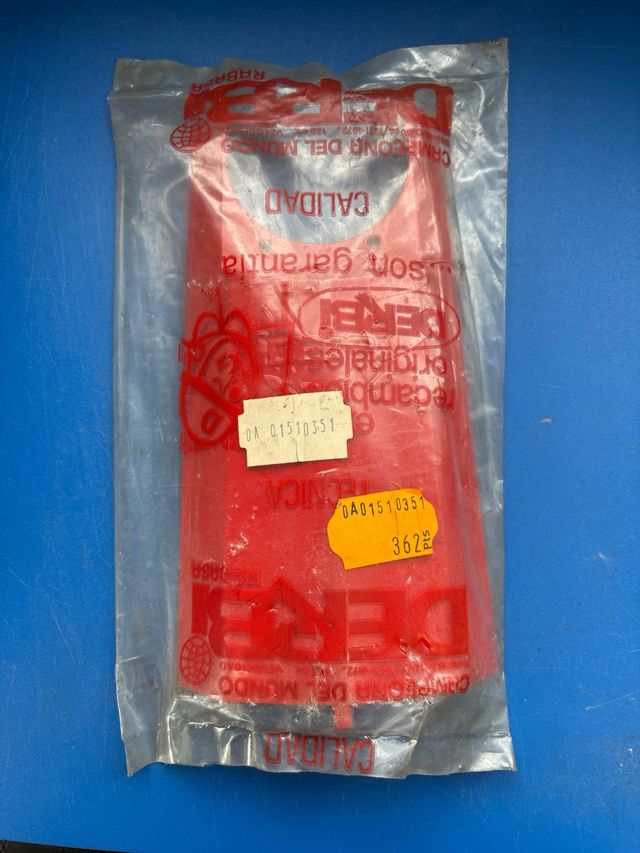 CALIDAD
CAMPEONA DEL MUNDO
DERBI
RABASA
TECNICA
recambios
originales
DERBI
...son garantia
CALIDAD
CAMPEONA DEL MUNDO
DERBI
RABASA
0A 01510351
0A01510351
362 Pts